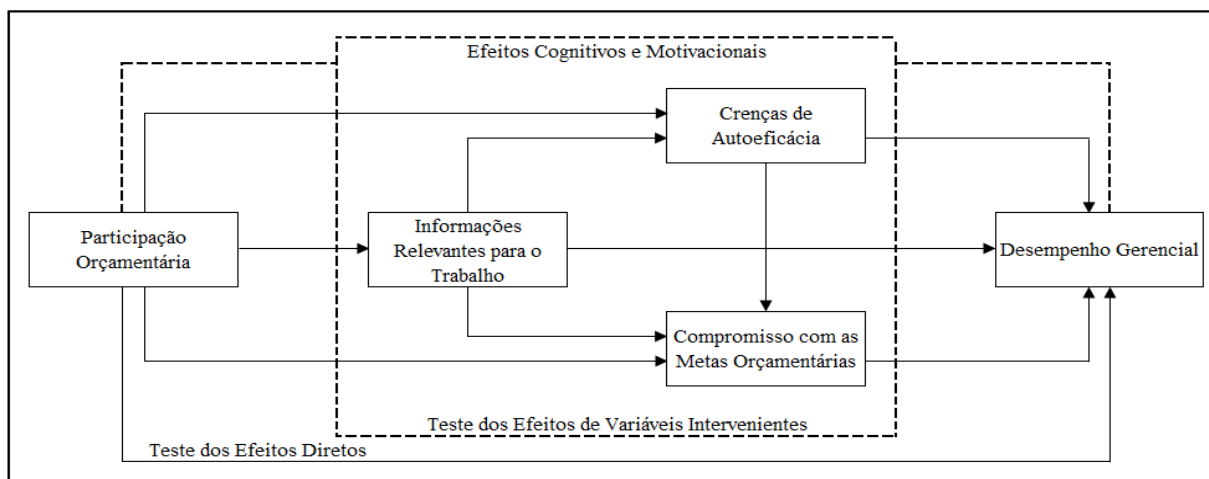 Efeitos Cognitivos e Motivacionais
Crenças de
Autoeficácia
Participação
Orçamentária
Informações
Relevantes para o
Trabalho
Desempenho Gerencial
Compromisso com as
Metas Orçamentárias
Teste dos Efeitos de Variáveis Intervenientes
Teste dos Efeitos Diretos